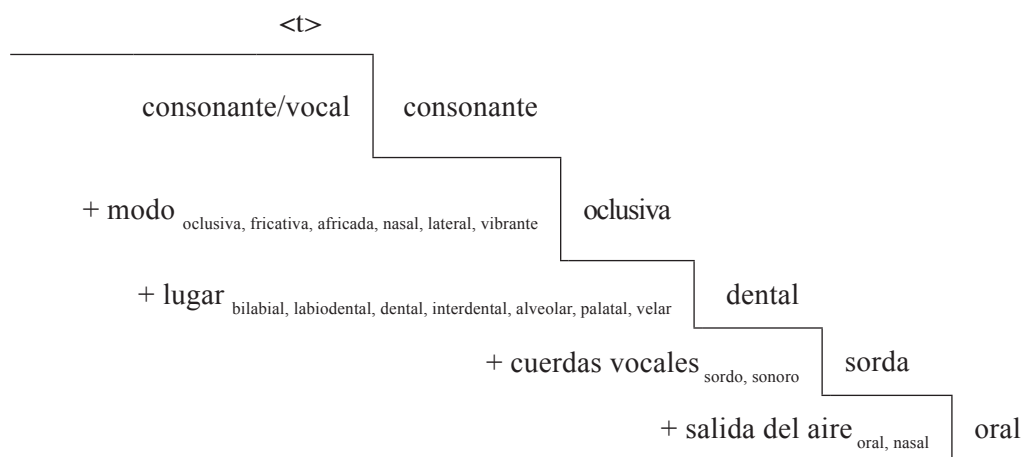 <t>
consonante/vocal consonante
+ modo oclusiva, fricativa, africada, nasal, lateral, vibrante oclusiva
+ lugar bilabial, labiodental, dental, interdental, alveolar, palatal, velar dental
+ cuerdas vocales sordo, sonoro sorda
+ salida del aire oral, nasal oral